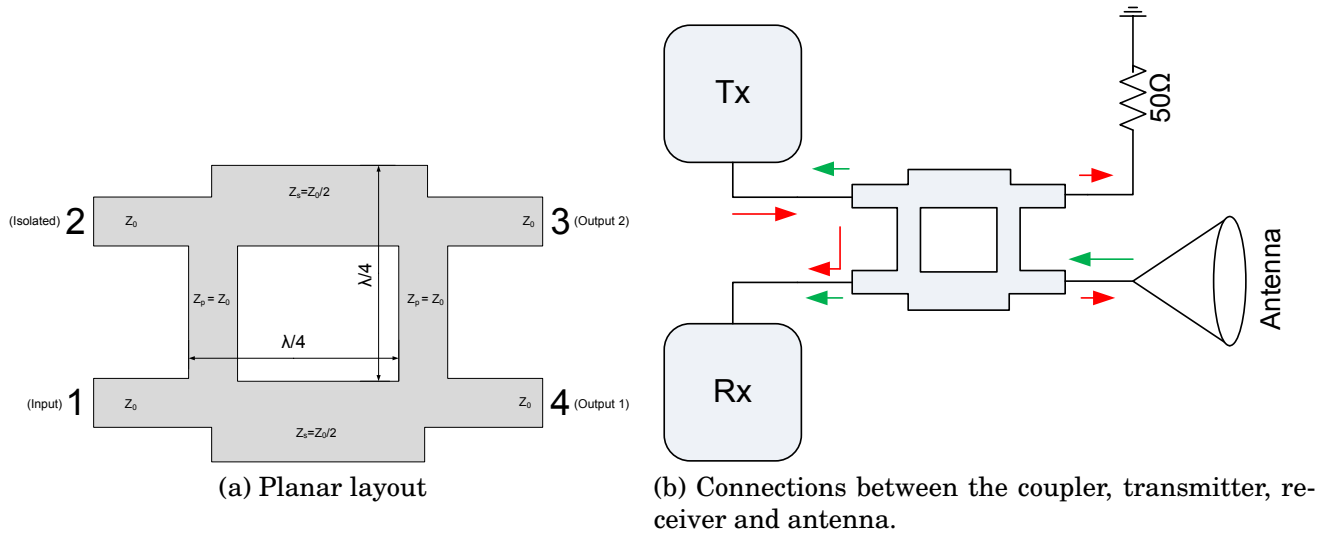 Zₛ=Z₀/2
(Isolated) 2 Z₀
Z₀ 3 (Output 2)
λ/4
Zₚ = Z₀
Zₚ = Z₀
λ/4
(Input) 1 Z₀
Z₀ 4 (Output 1)
Zₛ=Z₀/2
(a) Planar layout
Tx
50Ω
Antenna
Rx
(b) Connections between the coupler, transmitter, re-
ceiver and antenna.